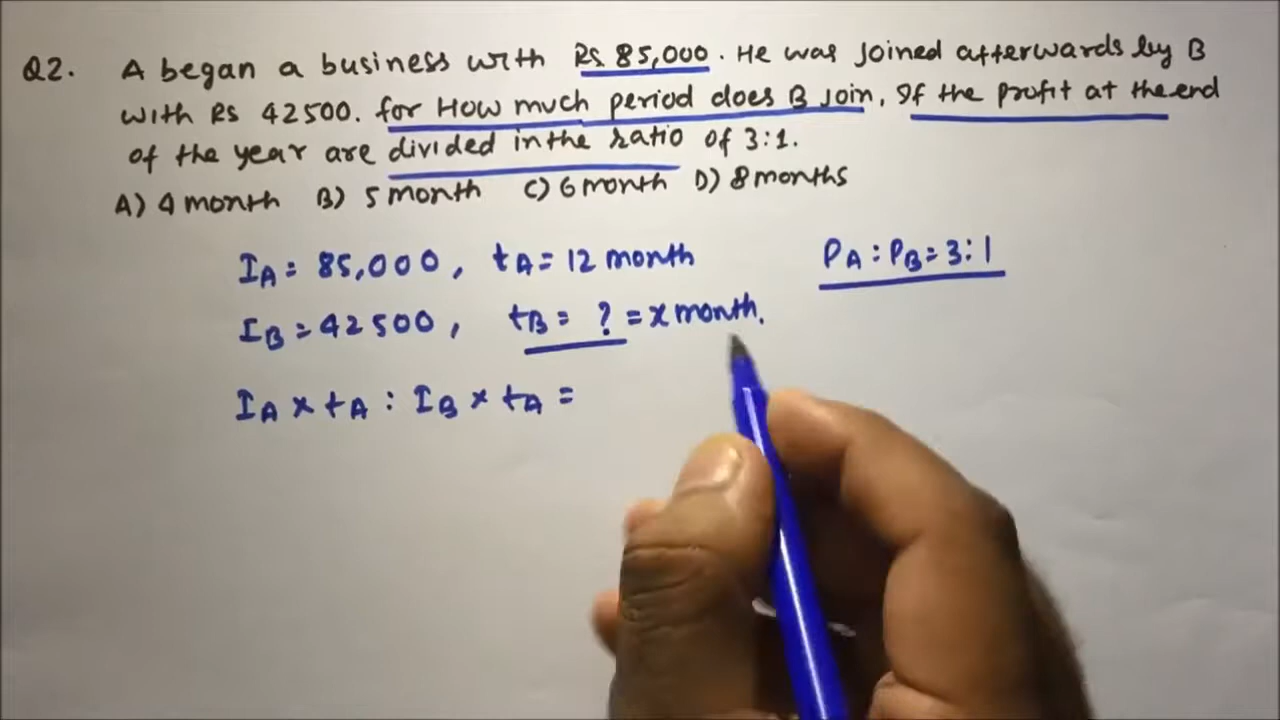 Q2. A began a business with Rs 85,000. He was joined afterwards by B
with Rs 42500. for How much period does B join, If the profit at the end
of the year are divided in the ratio of 3:1.
A) 4 month B) 5 month C) 6 month D) 8 months
IA = 85,000, tA = 12 month PA : PB = 3:1
IB = 42500, tB = ? = x month.
IA × tA : IB × tA =